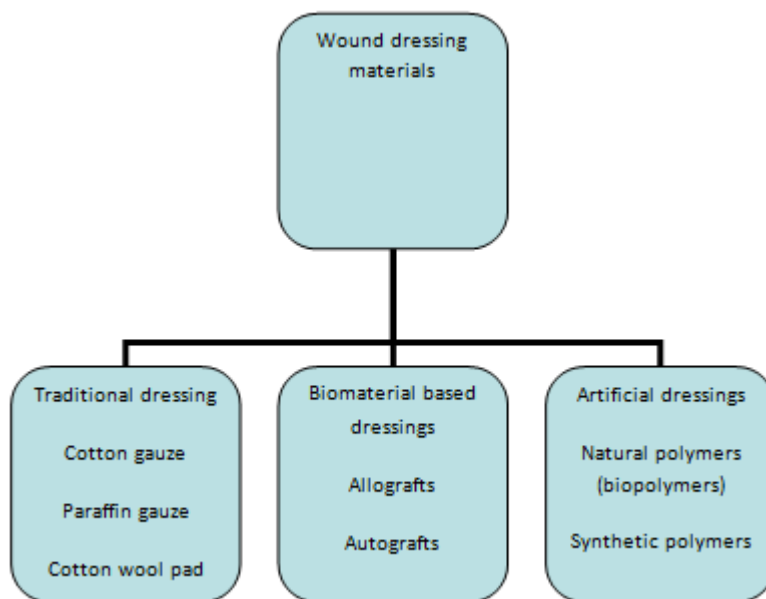 Wound dressing
materials
Traditional dressing
Cotton gauze
Paraffin gauze
Cotton wool pad
Biomaterial based
dressings
Allografts
Autografts
Artificial dressings
Natural polymers
(biopolymers)
Synthetic polymers